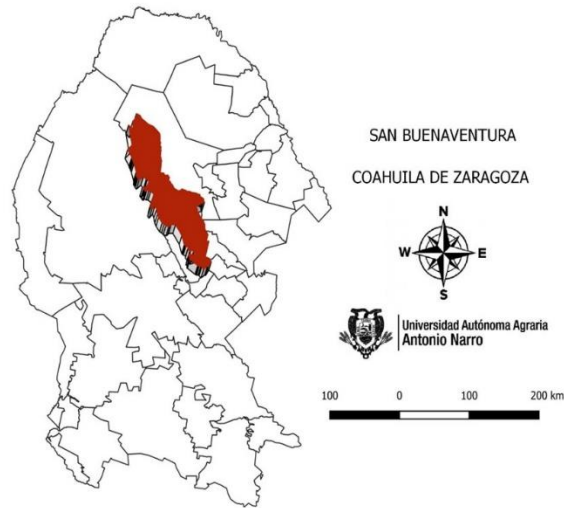 SAN BUENAVENTURA
COAHUILA DE ZARAGOZA
N
W E
S
Universidad Autónoma Agraria
Antonio Narro
100 0 100 200 km